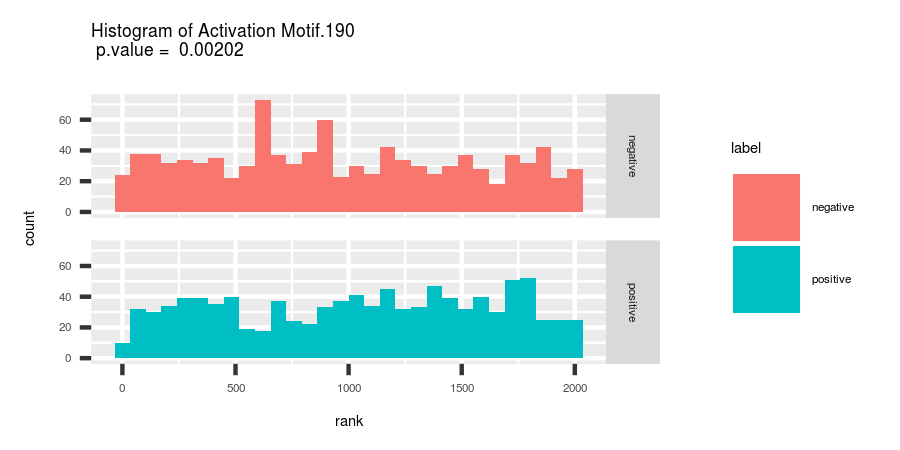 Histogram of Activation Motif.190
p.value = 0.00202
60
40
20
0
negative
60
40
20
0
positive
0 500 1000 1500 2000
rank
count
label
negative
positive